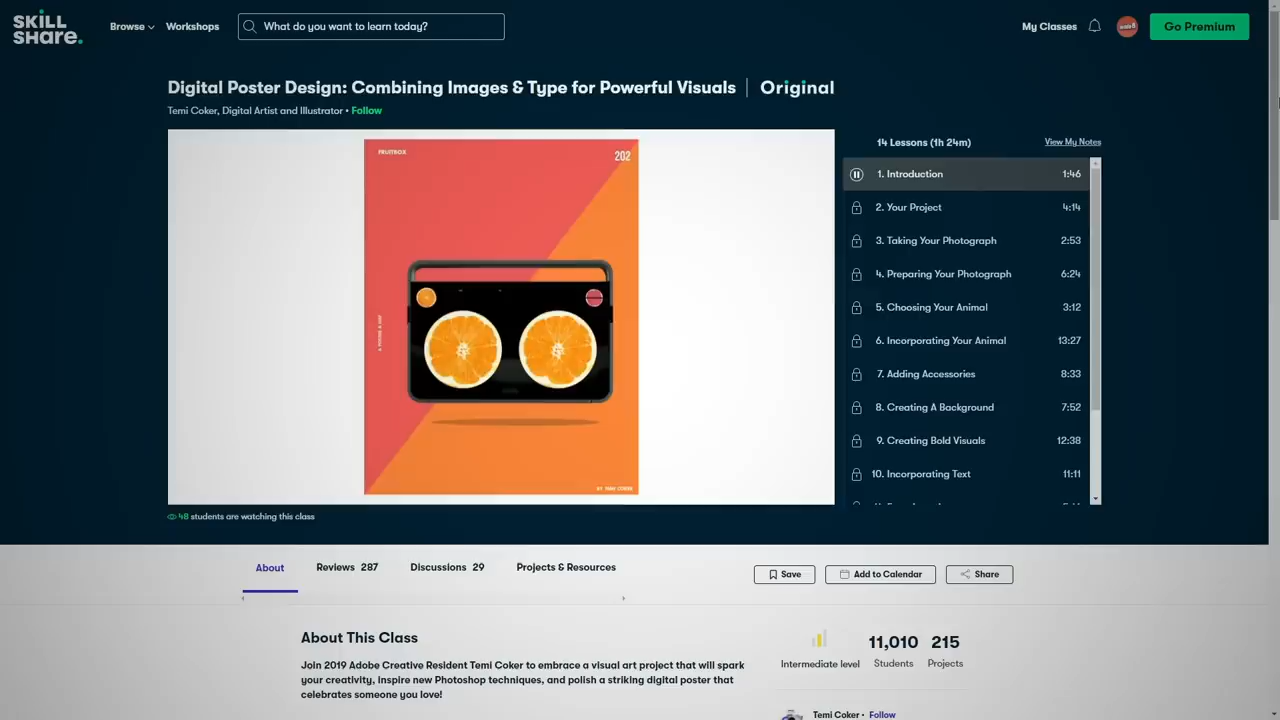 SKILL
SHARE.
Browse
Workshops
What do you want to learn today?
My Classes
Go Premium
Digital Poster Design: Combining Images & Type for Powerful Visuals | Original
Temi Coker, Digital Artist and Illustrator • Follow
FRUITBOX
202
A POSTER A DAY
BY TEMI COKER
14 Lessons (1h 24m)
View My Notes
1. Introduction 1:46
2. Your Project 4:14
3. Taking Your Photograph 2:53
4. Preparing Your Photograph 6:24
5. Choosing Your Animal 3:12
6. Incorporating Your Animal 13:27
7. Adding Accessories 8:33
8. Creating A Background 7:52
9. Creating Bold Visuals 12:38
10. Incorporating Text 11:11
48 students are watching this class
About
Reviews 287
Discussions 29
Projects & Resources
Save
Add to Calendar
Share
About This Class
Join 2019 Adobe Creative Resident Temi Coker to embrace a visual art project that will spark
your creativity, inspire new Photoshop techniques, and polish a striking digital poster that
celebrates someone you love!
Intermediate level
11,010
Students
215
Projects
Temi Coker • Follow